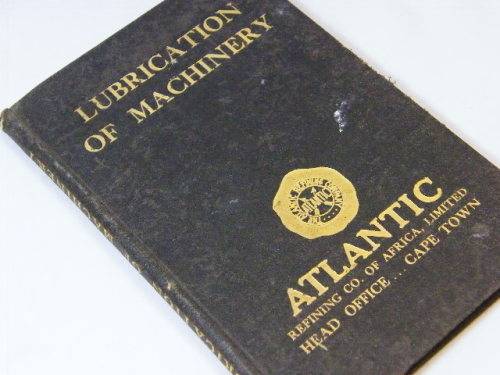 LUBRICATION
OF MACHINERY
ATLANTIC
REFINING CO. OF AFRICA, LIMITED
HEAD OFFICE ... CAPE TOWN